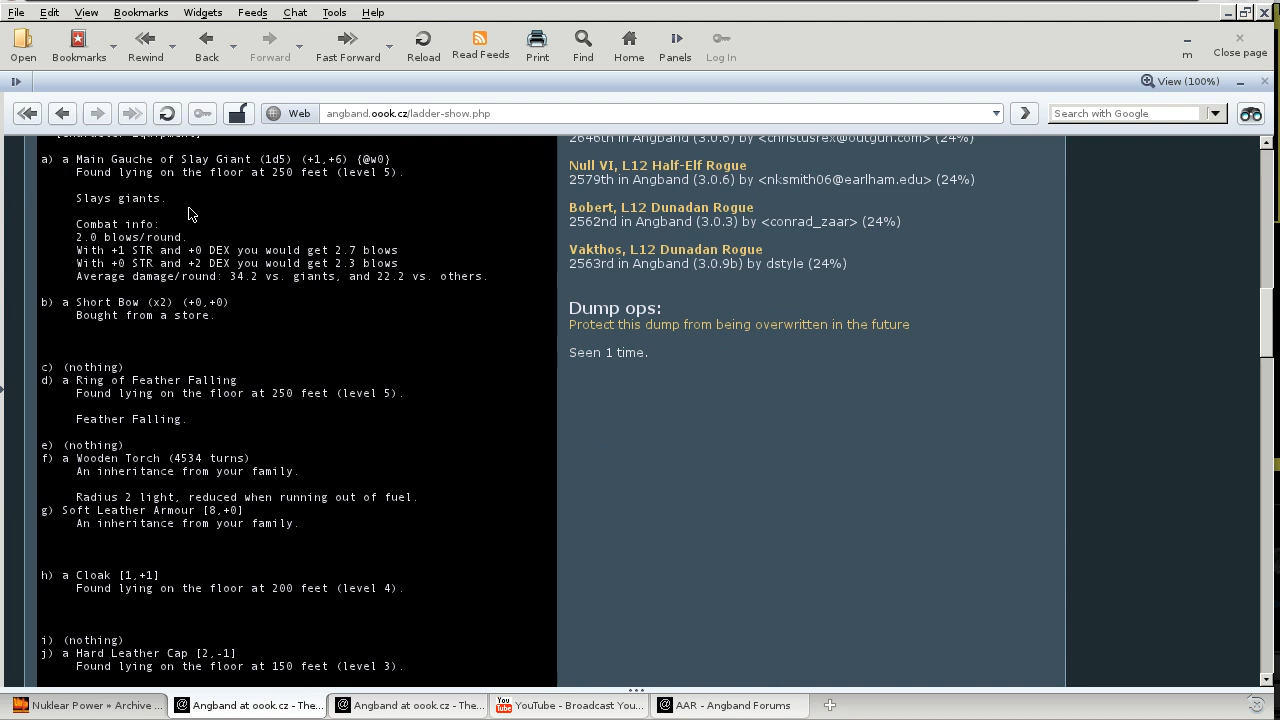 File Edit View Bookmarks Widgets Feeds Chat Tools Help
Open Bookmarks Rewind Back Forward Fast Forward Reload Read Feeds Print Find Home Panels m Log In Close page
View (100%)
Web angband.oook.cz/ladder-show.php Search with Google
a) a Main Gauche of Slay Giant (1d5) (+1,+6) {@w0}
Found lying on the floor at 250 feet (level 5).
Slays giants.
Combat info:
2.0 blows/round.
With +1 STR and +0 DEX you would get 2.7 blows
With +0 STR and +2 DEX you would get 2.3 blows
Average damage/round: 34.2 vs. giants, and 22.2 vs. others.
b) a Short Bow (x2) (+0,+0)
Bought from a store.
c) (nothing)
d) a Ring of Feather Falling
Found lying on the floor at 250 feet (level 5).
Feather Falling.
e) (nothing)
f) a Wooden Torch (4534 turns)
An inheritance from your family.
Radius 2 light, reduced when running out of fuel.
g) Soft Leather Armour [8,+0]
An inheritance from your family.
h) a Cloak [1,+1]
Found lying on the floor at 200 feet (level 4).
i) (nothing)
j) a Hard Leather Cap [2,-1]
Found lying on the floor at 150 feet (level 3).
2646th in Angband (3.0.6) by <christusrex@outgun.com> (24%)
Null VI, L12 Half-Elf Rogue
2579th in Angband (3.0.6) by <nksmith06@earlham.edu> (24%)
Bobert, L12 Dunadan Rogue
2562nd in Angband (3.0.3) by <conrad_zaar> (24%)
Vakthos, L12 Dunadan Rogue
2563rd in Angband (3.0.9b) by dstyle (24%)
Dump ops:
Protect this dump from being overwritten in the future
Seen 1 time.
Nuklear Power » Archive ... Angband at oook.cz - The... Angband at oook.cz - The... YouTube - Broadcast You... AAR - Angband Forums